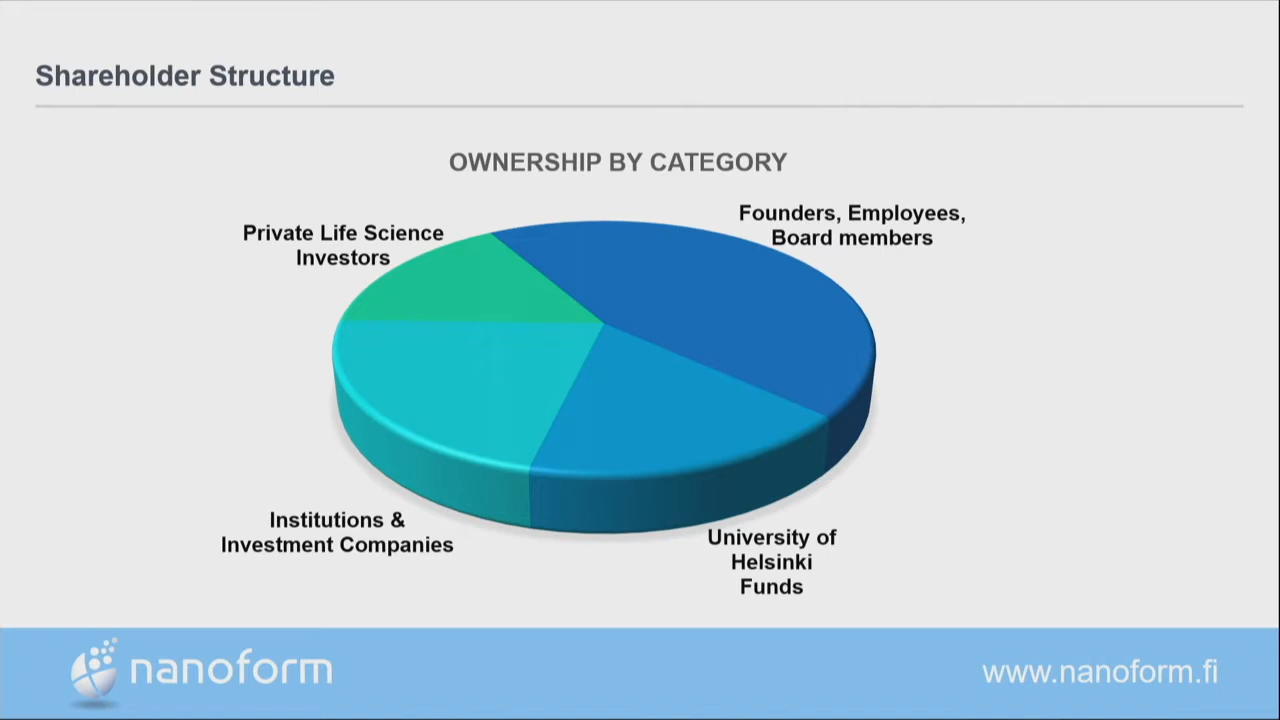 Shareholder Structure
OWNERSHIP BY CATEGORY
Private Life Science
Investors
Founders, Employees,
Board members
Institutions &
Investment Companies
University of
Helsinki
Funds
nanoform
www.nanoform.fi